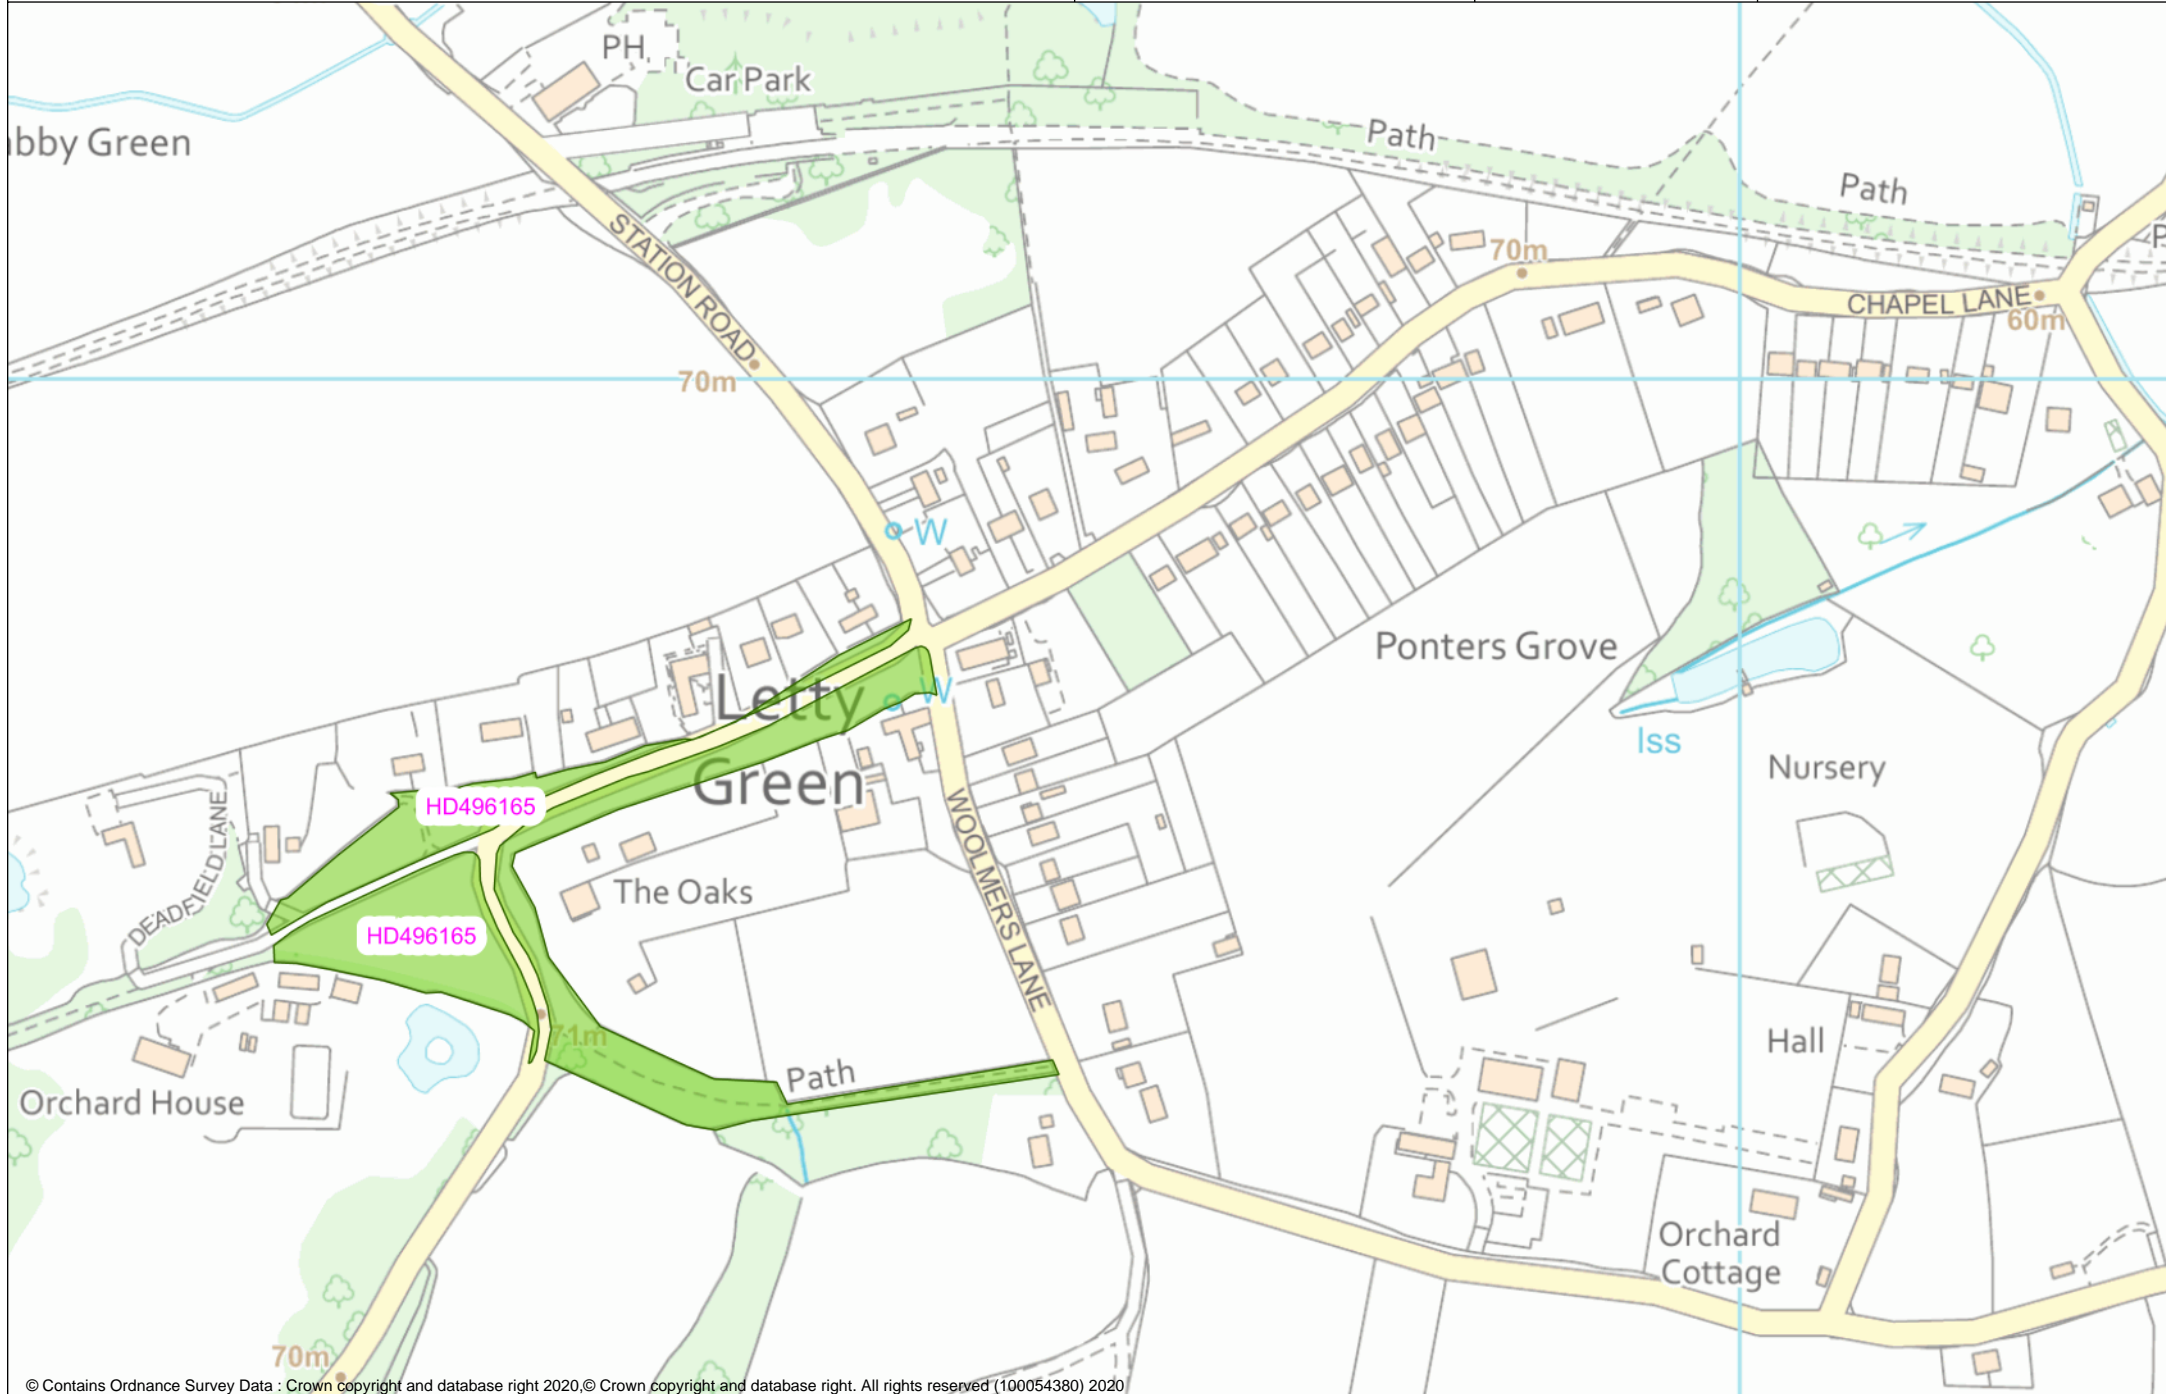 PH
Car Park
abby Green
Path
Path
P
STATION ROAD
70m
70m
CHAPEL LANE
60m
W
Ponters Grove
Letty
Green
W
Iss
Nursery
HD496165
DEADFIELD LANE
WOOLMERS LANE
The Oaks
HD496165
71m
Path
Hall
Orchard House
Orchard
Cottage
70m
© Contains Ordnance Survey Data : Crown copyright and database right 2020,© Crown copyright and database right. All rights reserved (100054380) 2020